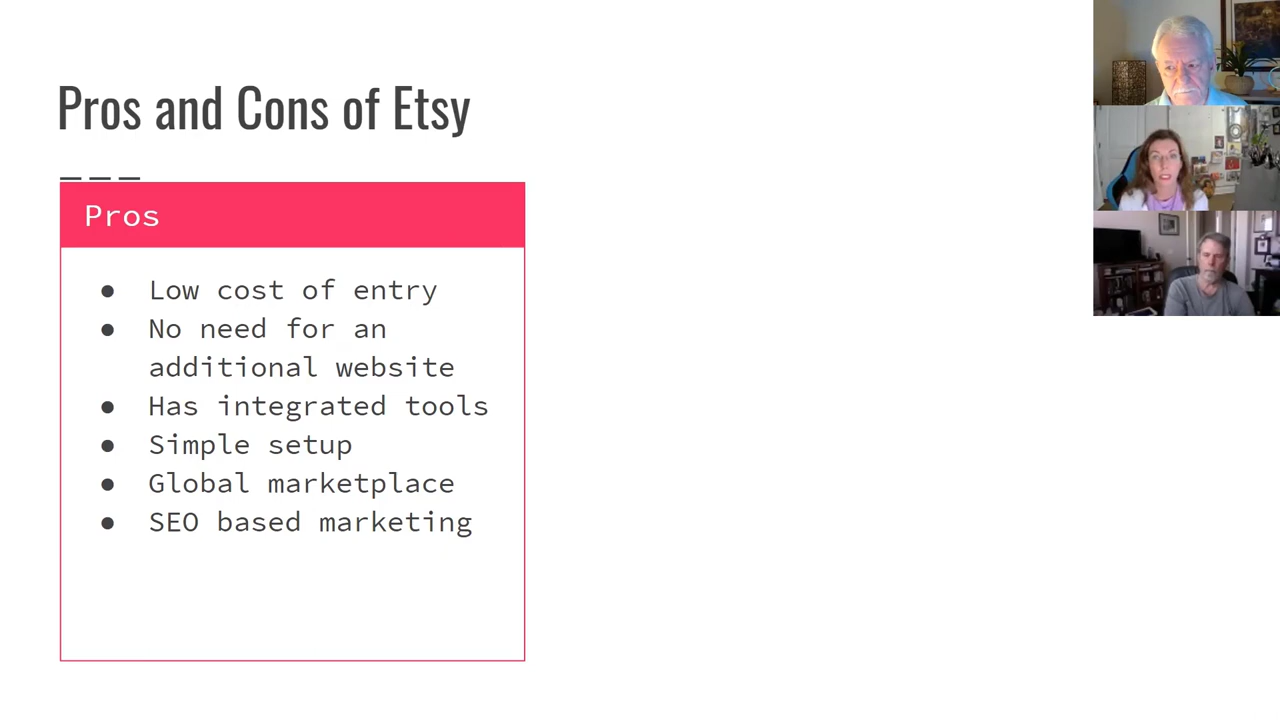 Pros and Cons of Etsy
Pros
● Low cost of entry
● No need for an
additional website
● Has integrated tools
● Simple setup
● Global marketplace
● SEO based marketing